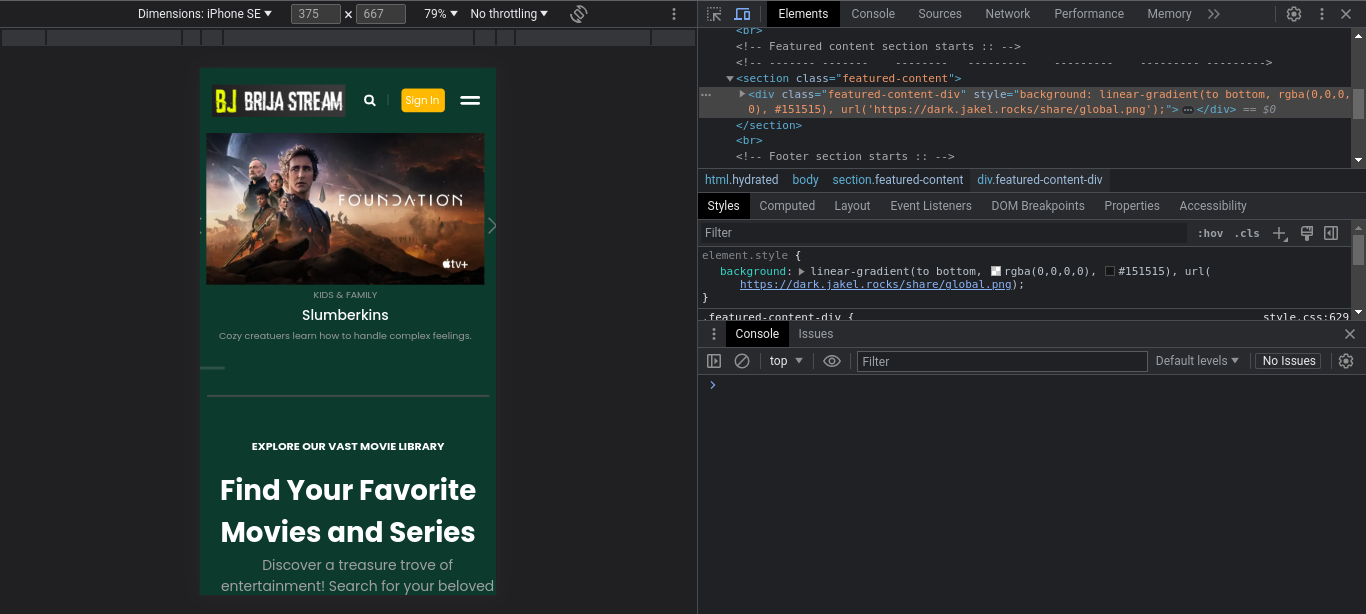 Dimensions: iPhone SE ▼ 375 × 667 79% ▼ No throttling ▼
Elements Console Sources Network Performance Memory
<br>
<!-- Featured content section starts :: -->
<!-- ------- ------- -------- --------- --------- --------- --------->
<section class="featured-content">
<div class="featured-content-div" style="background: linear-gradient(to bottom, rgba(0,0,0,
0), #151515), url('https://dark.jakel.rocks/share/global.png');"> … </div> == $0
</section>
<br>
<!-- Footer section starts :: -->
html.hydrated body section.featured-content div.featured-content-div
Styles Computed Layout Event Listeners DOM Breakpoints Properties Accessibility
Filter :hov .cls
element.style {
background: linear-gradient(to bottom, rgba(0,0,0,0), #151515), url(
https://dark.jakel.rocks/share/global.png);
}
.featured-content-div { style.css:629
Console Issues
top ▼ Filter Default levels ▼ No Issues
BJ BRIJA STREAM Sign In
FOUNDATION
tv+
KIDS & FAMILY
Slumberkins
Cozy creatuers learn how to handle complex feelings.
EXPLORE OUR VAST MOVIE LIBRARY
Find Your Favorite
Movies and Series
Discover a treasure trove of
entertainment! Search for your beloved